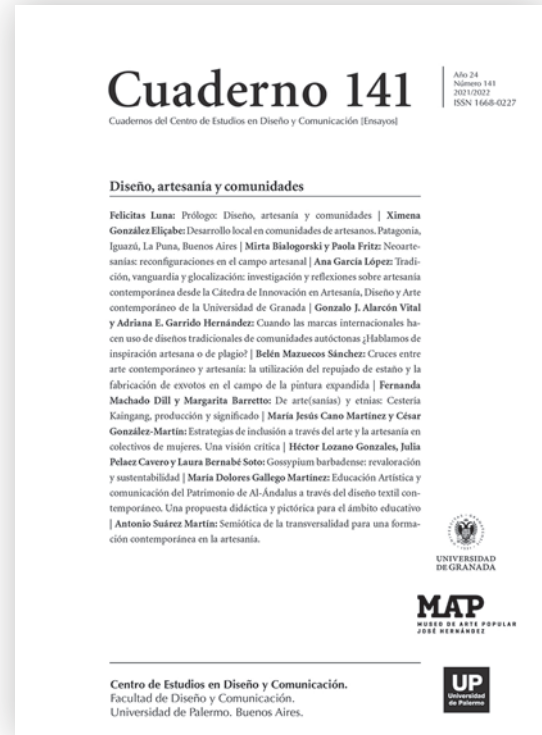 Cuaderno 141
Año 24
Número 141
2021/2022
ISSN 1668-0227
Cuadernos del Centro de Estudios en Diseño y Comunicación [Ensayos]
Diseño, artesanía y comunidades
Felicitas Luna: Prólogo: Diseño, artesanía y comunidades | Ximena
González Eliçabe: Desarrollo local en comunidades de artesanos. Patagonia,
Iguazú, La Puna, Buenos Aires | Mirta Bialogorski y Paola Fritz: Neoarte-
sanías: reconfiguraciones en el campo artesanal | Ana García López: Tradi-
ción, vanguardia y glocalización: investigación y reflexiones sobre artesanía
contemporánea desde la Cátedra de Innovación en Artesanía, Diseño y Arte
contemporáneo de la Universidad de Granada | Gonzalo J. Alarcón Vital
y Adriana E. Garrido Hernández: Cuando las marcas internacionales ha-
cen uso de diseños tradicionales de comunidades autóctonas ¿Hablamos de
inspiración artesana o de plagio? | Belén Mazuecos Sánchez: Cruces entre
arte contemporáneo y artesanía: la utilización del repujado de estaño y la
fabricación de exvotos en el campo de la pintura expandida | Fernanda
Machado Dill y Margarita Barretto: De arte(sanías) y etnias: Cestería
Kaingang, producción y significado | María Jesús Cano Martínez y César
González-Martín: Estrategias de inclusión a través del arte y la artesanía en
colectivos de mujeres. Una visión crítica | Héctor Lozano Gonzales, Julia
Pelaez Cavero y Laura Bernabé Soto: Gossypium barbadense: revaloración
y sustentabilidad | María Dolores Gallego Martínez: Educación Artística y
comunicación del Patrimonio de Al-Ándalus a través del diseño textil con-
temporáneo. Una propuesta didáctica y pictórica para el ámbito educativo
| Antonio Suárez Martín: Semiótica de la transversalidad para una forma-
ción contemporánea en la artesanía.
UNIVERSIDAD
DE GRANADA
MAP
MUSEO DE ARTE POPULAR
JOSÉ HERNÁNDEZ
Centro de Estudios en Diseño y Comunicación.
Facultad de Diseño y Comunicación.
Universidad de Palermo. Buenos Aires.
UP
Universidad
de Palermo